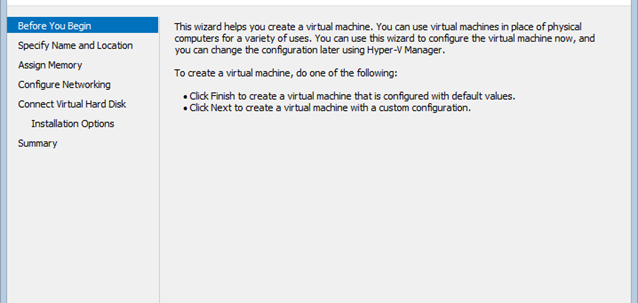 Before You Begin
Specify Name and Location
Assign Memory
Configure Networking
Connect Virtual Hard Disk
Installation Options
Summary
This wizard helps you create a virtual machine. You can use virtual machines in place of physical
computers for a variety of uses. You can use this wizard to configure the virtual machine now, and
you can change the configuration later using Hyper-V Manager.
To create a virtual machine, do one of the following:
• Click Finish to create a virtual machine that is configured with default values.
• Click Next to create a virtual machine with a custom configuration.